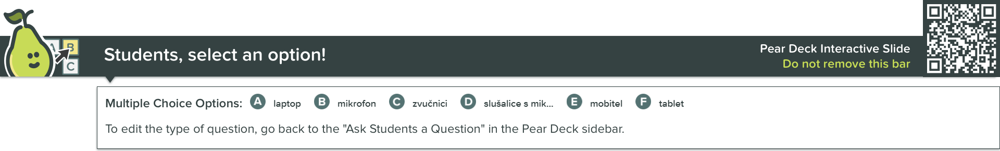 A B
C
Students, select an option!
Pear Deck Interactive Slide
Do not remove this bar
Multiple Choice Options: A laptop B mikrofon C zvučnici D slušalice s mik... E mobitel F tablet
To edit the type of question, go back to the "Ask Students a Question" in the Pear Deck sidebar.